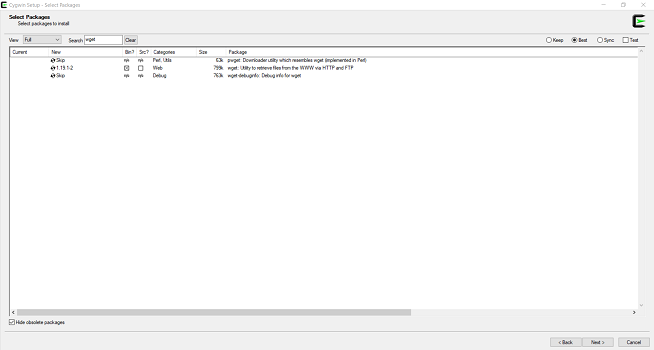 Cygwin Setup - Select Packages
Select Packages
Select packages to install
View Full Search wget Clear Keep Best Sync Test
Current New Bin? Src? Categories Size Package
Skip n/a n/a Perl, Utils 63k pwget: Downloader utility which resembles wget (implemented in Perl)
1.19.1-2 Web 799k wget: Utility to retrieve files from the WWW via HTTP and FTP
Skip n/a n/a Debug 763k wget-debuginfo: Debug info for wget
Hide obsolete packages
< Back Next > Cancel